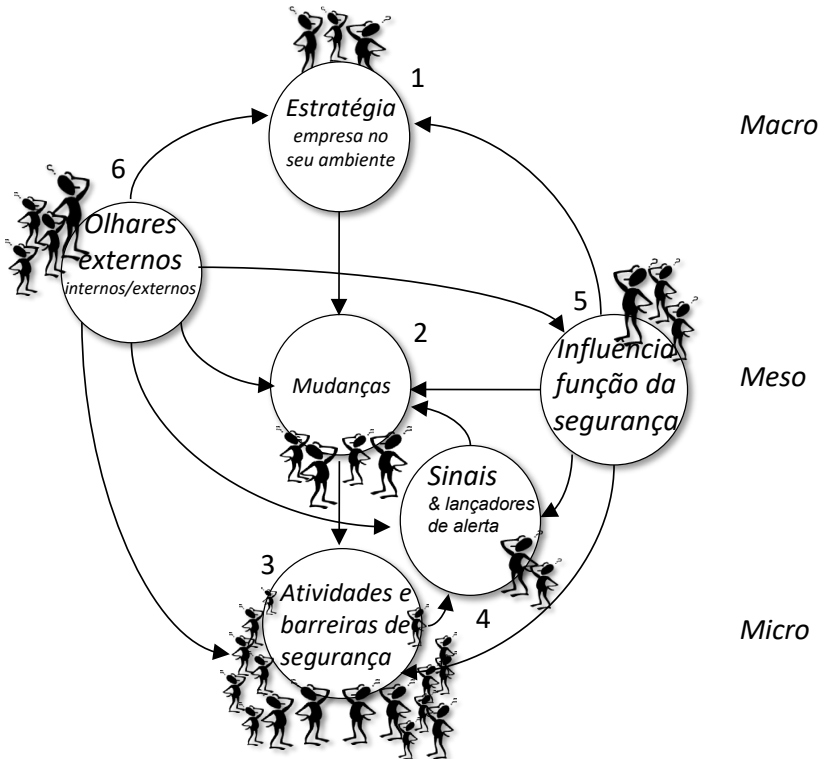 1
Estratégia
empresa no
seu ambiente
Macro
6
Olhares
externos
internos/externos
5
Influência
função da
segurança
2
Mudanças
Meso
Sinais
& lançadores
de alerta
4
3
Atividades e
barreiras de
segurança
Micro